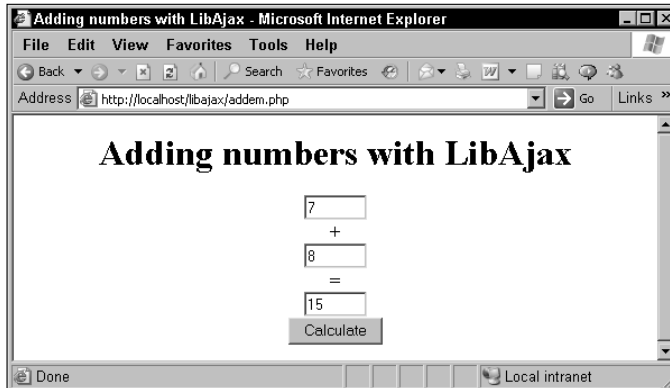 Adding numbers with LibAjax - Microsoft Internet Explorer
File Edit View Favorites Tools Help
Back Search Favorites
Address http://localhost/libajax/addem.php Go Links »
Adding numbers with LibAjax
7
+
8
=
15
Calculate
Done Local intranet